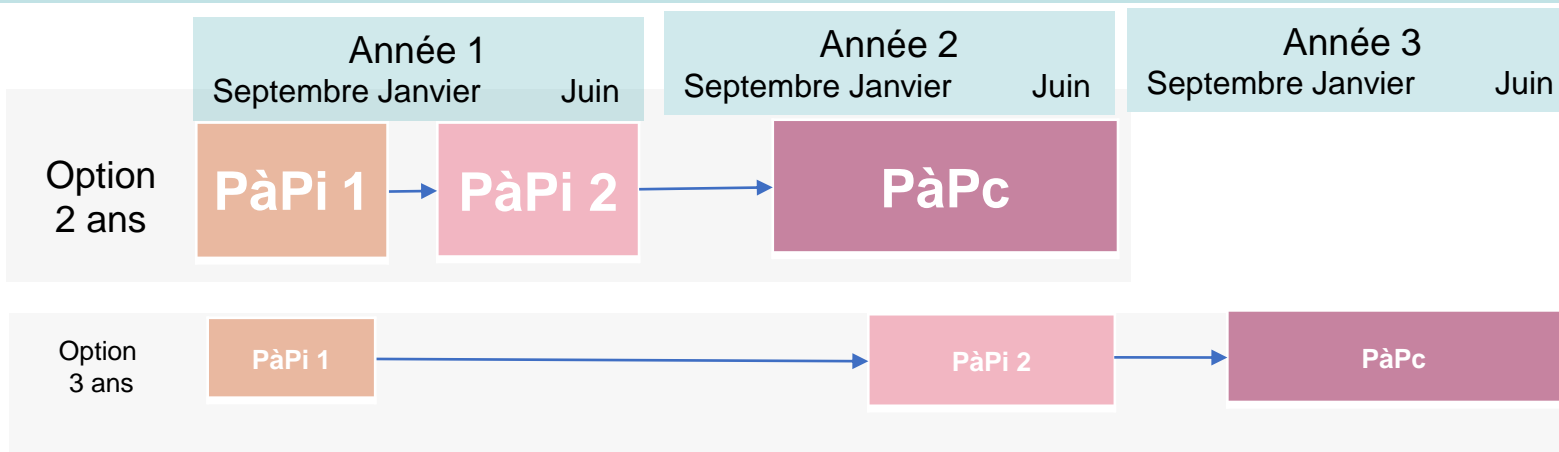 Année 1
Septembre Janvier Juin
Année 2
Septembre Janvier Juin
Année 3
Septembre Janvier Juin
Option
2 ans
PàPi 1
PàPi 2
PàPc
Option
3 ans
PàPi 1
PàPi 2
PàPc